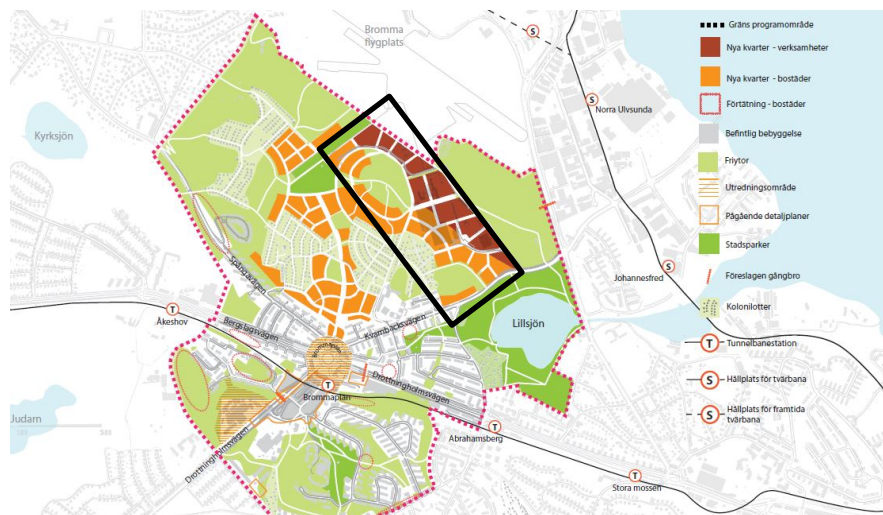 Bromma
flygplats
S
Gräns programområde
Nya kvarter - verksamheter
Nya kvarter - bostäder
Förtätning - bostäder
Befintlig bebyggelse
Friytor
Utredningsområde
Pågående detaljplaner
Stadsparker
Föreslagen gångbro
Kolonilotter
T Tunnelbanestation
S Hållplats för tvärbana
S Hållplats för framtida
tvärbana
S
Norra Ulvsunda
Kyrksjön
Spångavägen
Johannesfred
S
T
Åkeshov
Bergslagsvägen
Kvarnbacksvägen
Lillsjön
Brommaplan
Drottningholmsvägen
T
Brommaplan
Judarn
Drottningholmsvägen
T
Abrahamsberg
T
Stora mossen